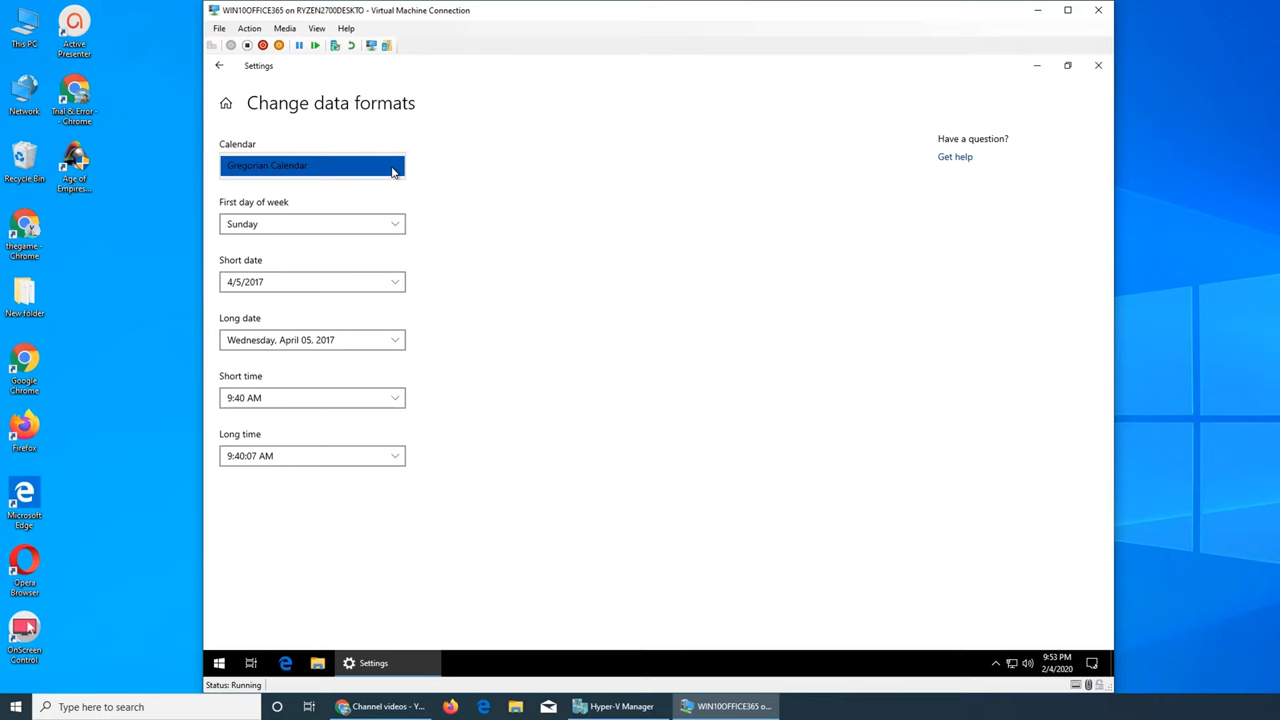 This PC
Active
Presenter
Network
Trial & Error -
- Chrome
Recycle Bin
Age of
Empires...
thegame -
Chrome
New folder
Google
Chrome
Firefox
Microsoft
Edge
Opera
Browser
OnScreen
Control
WIN10OFFICE365 on RYZEN2700DESKTO - Virtual Machine Connection
File Action Media View Help
Settings
Change data formats
Calendar
Gregorian Calendar
First day of week
Sunday
Short date
4/5/2017
Long date
Wednesday, April 05, 2017
Short time
9:40 AM
Long time
9:40:07 AM
Have a question?
Get help
Settings
9:53 PM
2/4/2020
Status: Running
Type here to search
Channel videos - Y...
Hyper-V Manager
WIN10OFFICE365 o...